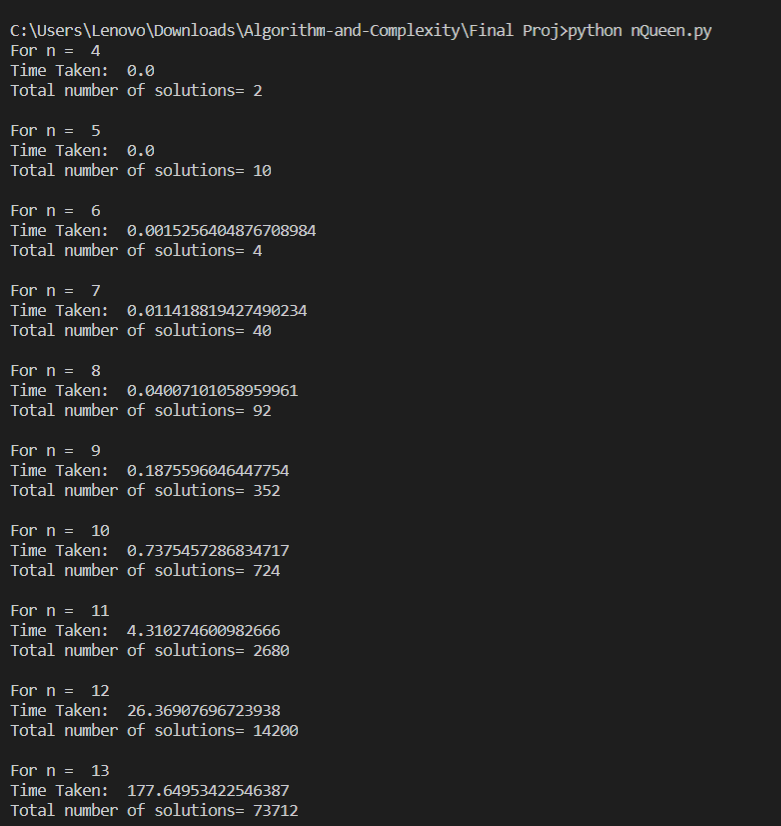 C:\Users\Lenovo\Downloads\Algorithm-and-Complexity\Final Proj>python nQueen.py
For n =  4
Time Taken:  0.0
Total number of solutions= 2
For n =  5
Time Taken:  0.0
Total number of solutions= 10
For n =  6
Time Taken:  0.0015256404876708984
Total number of solutions= 4
For n =  7
Time Taken:  0.011418819427490234
Total number of solutions= 40
For n =  8
Time Taken:  0.04007101058959961
Total number of solutions= 92
For n =  9
Time Taken:  0.1875596046447754
Total number of solutions= 352
For n =  10
Time Taken:  0.7375457286834717
Total number of solutions= 724
For n =  11
Time Taken:  4.310274600982666
Total number of solutions= 2680
For n =  12
Time Taken:  26.36907696723938
Total number of solutions= 14200
For n =  13
Time Taken:  177.64953422546387
Total number of solutions= 73712